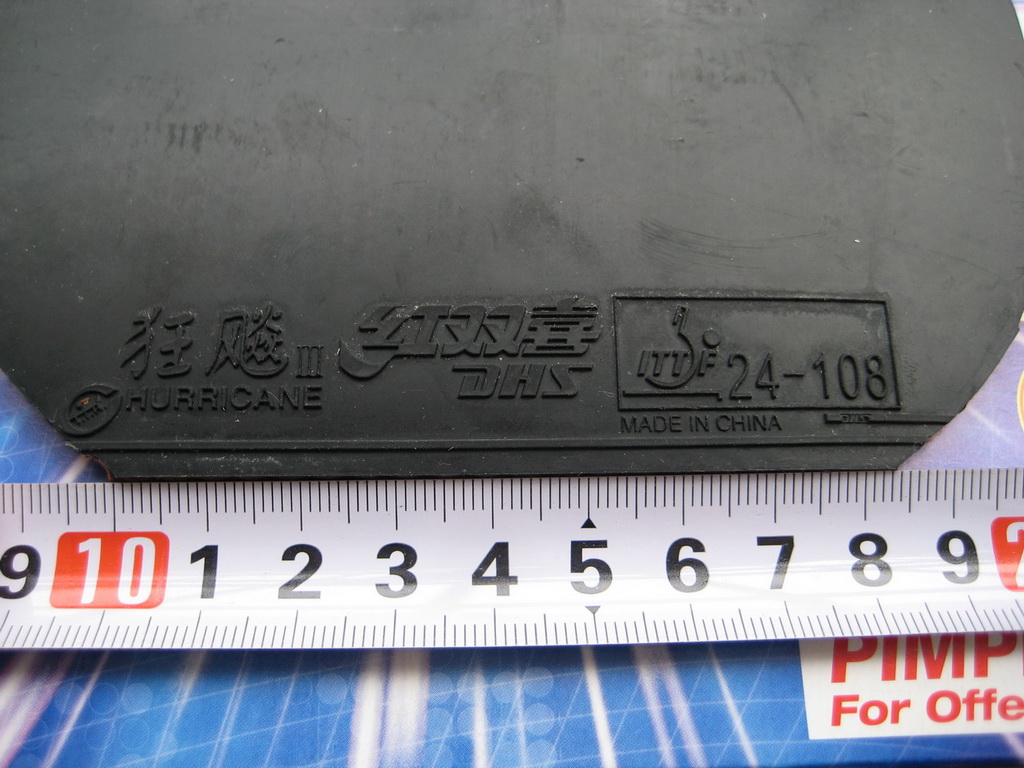 狂飚 III
HURRICANE
红双喜
DHS
ITTF 24-108
MADE IN CHINA
9 10 1 2 3 4 5 6 7 8 9 2
PIMP
For Offe